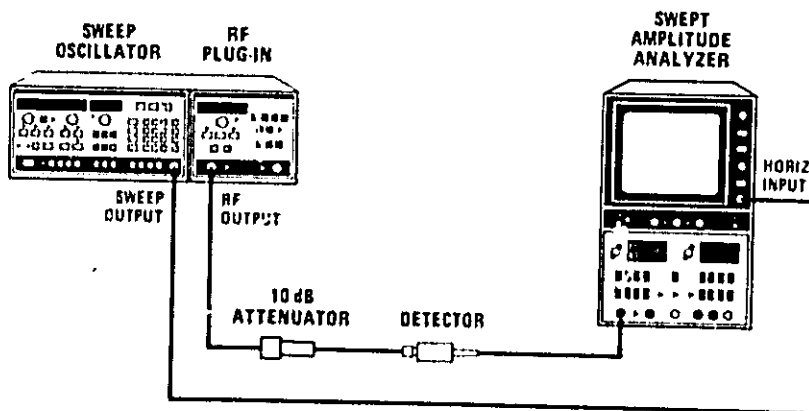 SWEEP
OSCILLATOR
RF
PLUG-IN
SWEPT
AMPLITUDE
ANALYZER
HORIZ
INPUT
SWEEP
OUTPUT
RF
OUTPUT
10 dB
ATTENUATOR
DETECTOR